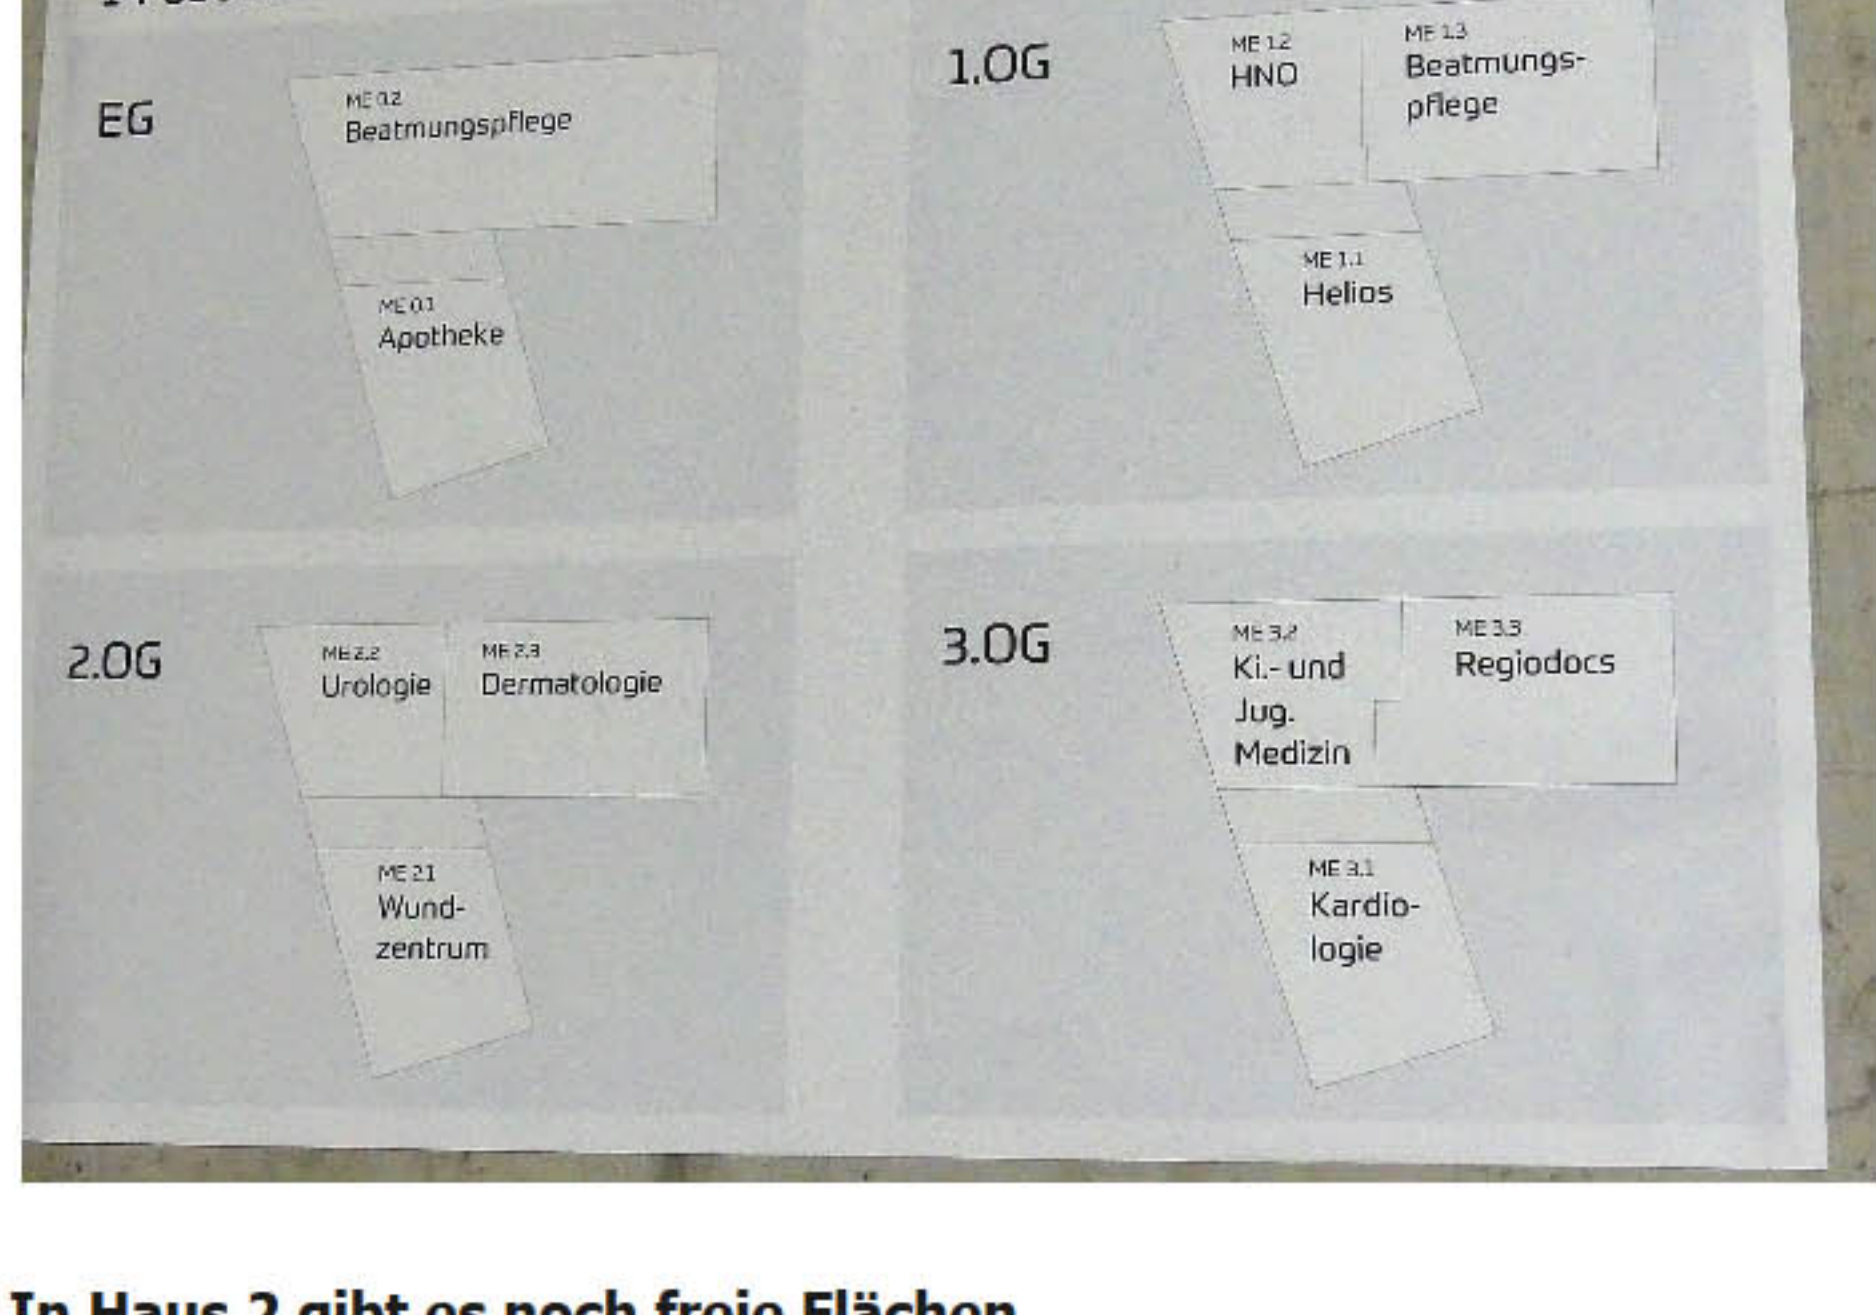 EG
ME 0.2
Beatmungspflege
ME 0.1
Apotheke
1.OG
ME 1.2
HNO
ME 1.3
Beatmungs-
pflege
ME 1.1
Helios
2.OG
ME 2.2
Urologie
ME 2.3
Dermatologie
ME 2.1
Wund-
zentrum
3.OG
ME 3.2
Ki.- und
Jug.
Medizin
ME 3.3
Regiodocs
ME 3.1
Kardio-
logie
In Haus 2 gibt es noch freie Flächen